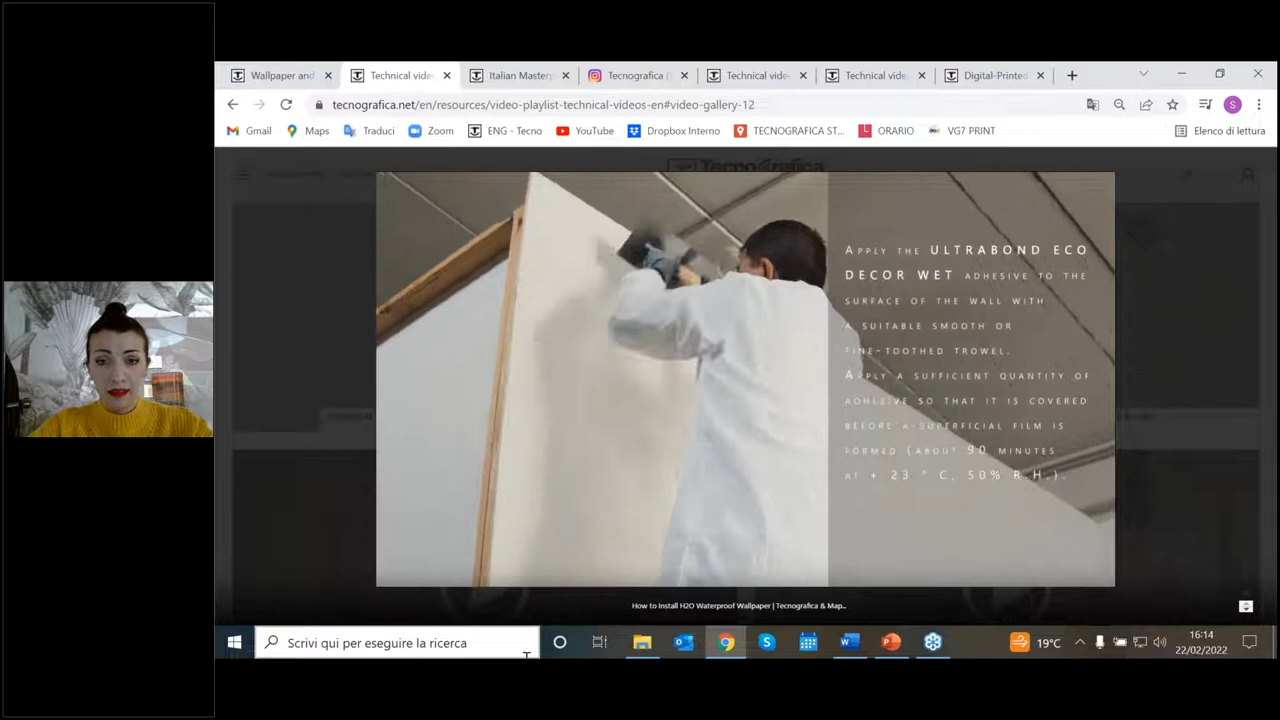 Wallpaper and
Technical vide
Italian Master
Tecnografica (
Technical video
Technical vide
Digital-Printed
tecnografica.net/en/resources/video-playlist-technical-videos-en#video-gallery-12
S
Gmail
Maps
Traduci
Zoom
ENG - Tecno
YouTube
Dropbox Interno
TECNOGRAFICA ST...
ORARIO
VG7 PRINT
Elenco di lettura
Tecnografica
APPLY THE ULTRABOND ECO
DECOR WET ADHESIVE TO THE
SURFACE OF THE WALL WITH
A SUITABLE SMOOTH OR
FINE-TOOTHED TROWEL.
APPLY A SUFFICIENT QUANTITY OF
ADHESIVE SO THAT IT IS COVERED
BEFORE A SUPERFICIAL FILM IS
FORMED (ABOUT 90 MINUTES
AT + 23 ° C, 50% R.H.).
How to Install H2O Waterproof Wallpaper | Tecnografica & Map...
Scrivi qui per eseguire la ricerca
19°C
16:14
22/02/2022